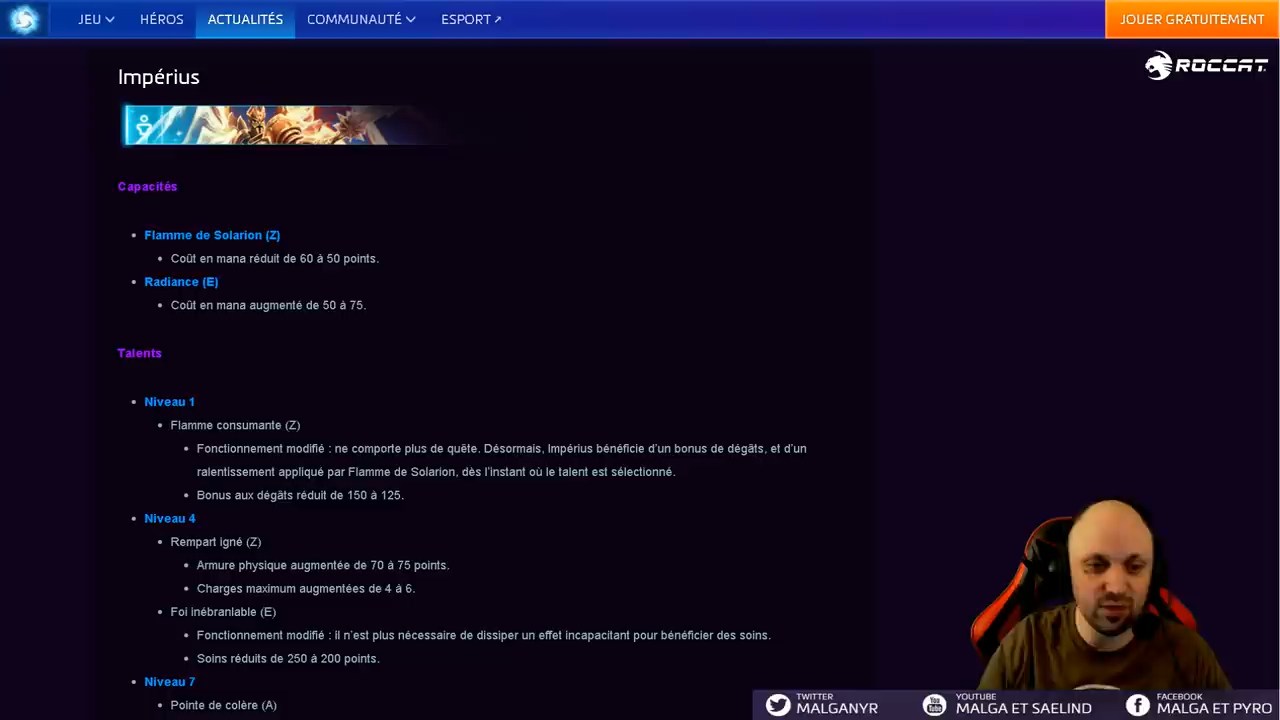 JEU HÉROS ACTUALITÉS COMMUNAUTÉ ESPORT JOUER GRATUITEMENT
ROCCAT
Impérius
Capacités
Flamme de Solarion (Z)
Coût en mana réduit de 60 à 50 points.
Radiance (E)
Coût en mana augmenté de 50 à 75.
Talents
Niveau 1
Flamme consumante (Z)
Fonctionnement modifié : ne comporte plus de quête. Désormais, Impérius bénéficie d'un bonus de dégâts, et d'un
ralentissement appliqué par Flamme de Solarion, dès l'instant où le talent est sélectionné.
Bonus aux dégâts réduit de 150 à 125.
Niveau 4
Rempart igné (Z)
Armure physique augmentée de 70 à 75 points.
Charges maximum augmentées de 4 à 6.
Foi inébranlable (E)
Fonctionnement modifié : il n'est plus nécessaire de dissiper un effet incapacitant pour bénéficier des soins.
Soins réduits de 250 à 200 points.
Niveau 7
Pointe de colère (A)
TWITTER
MALGANYR
YOUTUBE
MALGA ET SAELIND
FACEBOOK
MALGA ET PYRO